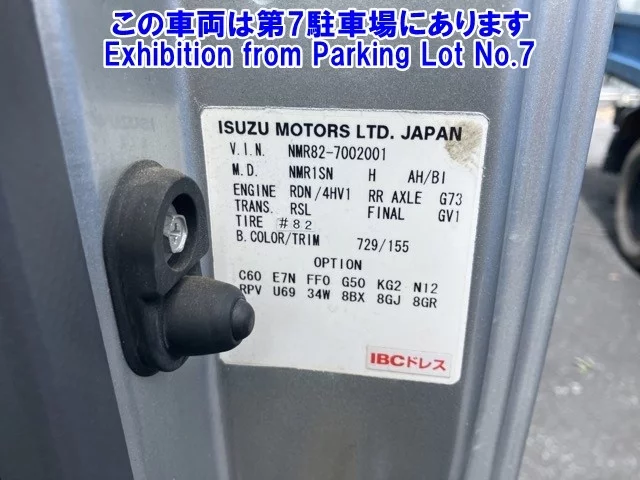 この車両は第7駐車場にあります
Exhibition from Parking Lot No.7
ISUZU MOTORS LTD. JAPAN
V.I.N. NMR82-7002001
M.D. NMR1SN H AH/BI
ENGINE RDN/4HV1 RR AXLE G73
TRANS. RSL FINAL GV1
TIRE #82
B.COLOR/TRIM 729/155
OPTION
C60 E7N FF0 G50 KG2 N12
RPV U69 34W 8BX 8GJ 8GR
IBCドレス